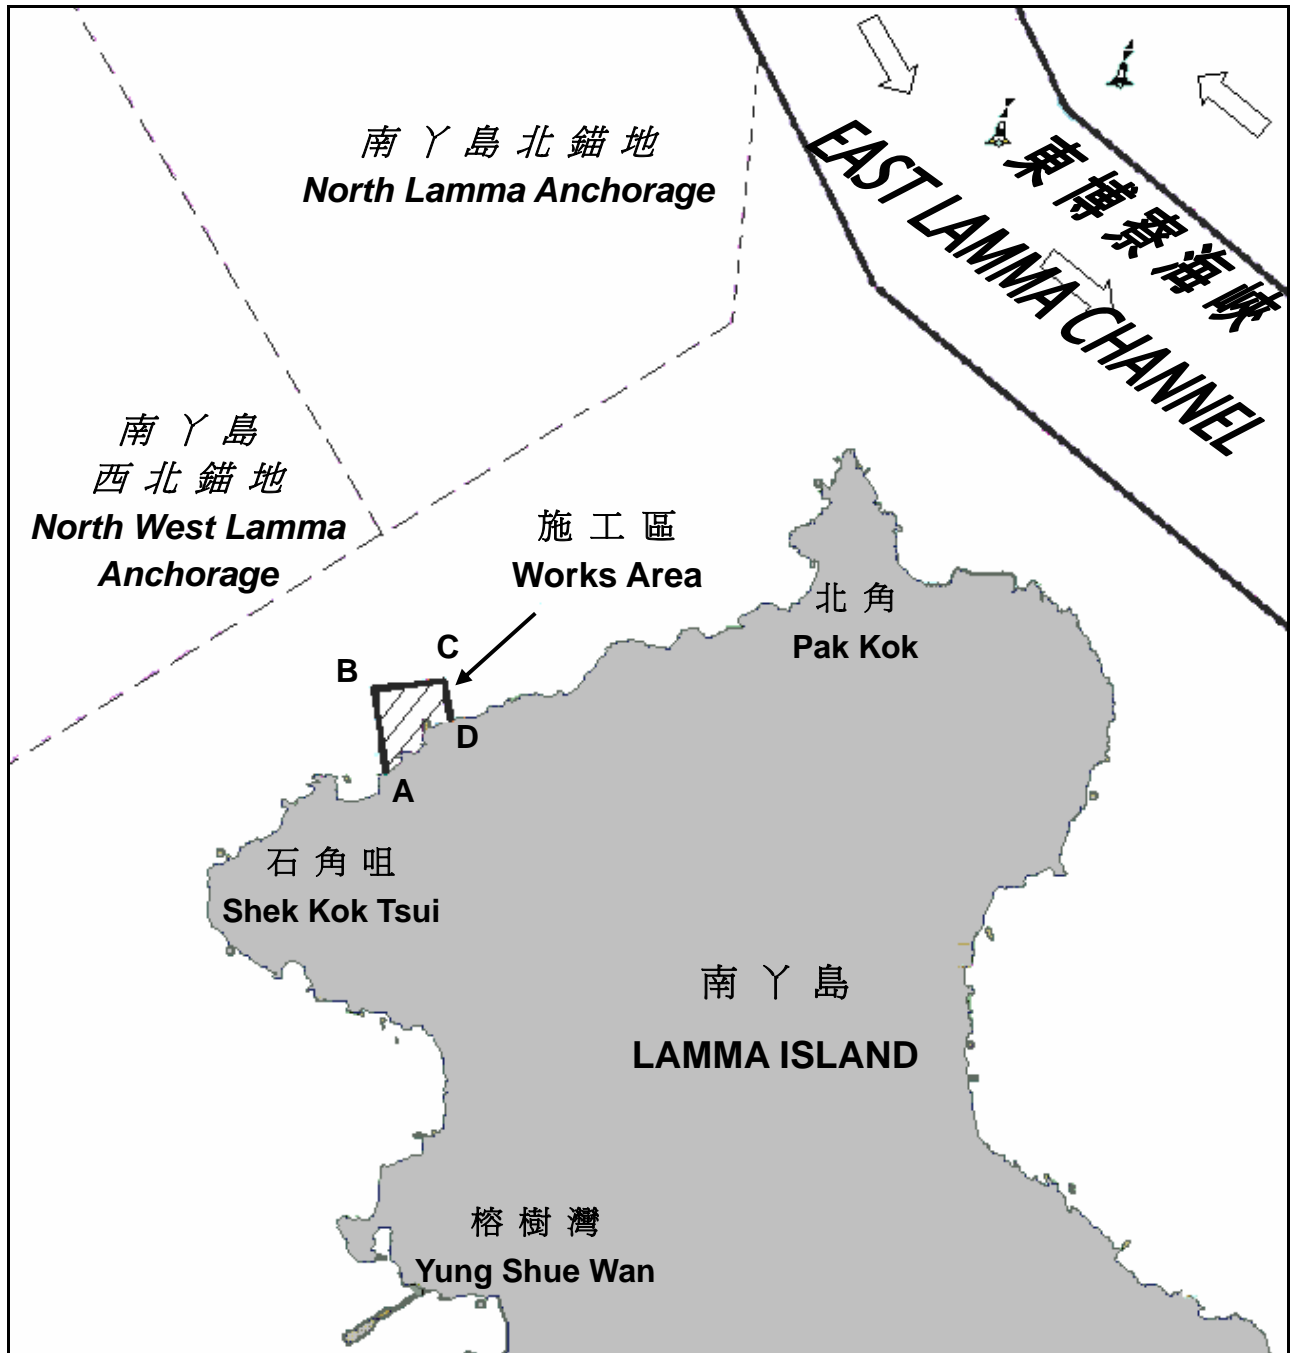 南丫島北錨地
North Lamma Anchorage
東博寮海峽
EAST LAMMA CHANNEL
南丫島
西北錨地
North West Lamma
Anchorage
施工區
Works Area
北角
Pak Kok
B
C
D
A
石角咀
Shek Kok Tsui
南丫島
LAMMA ISLAND
榕樹灣
Yung Shue Wan